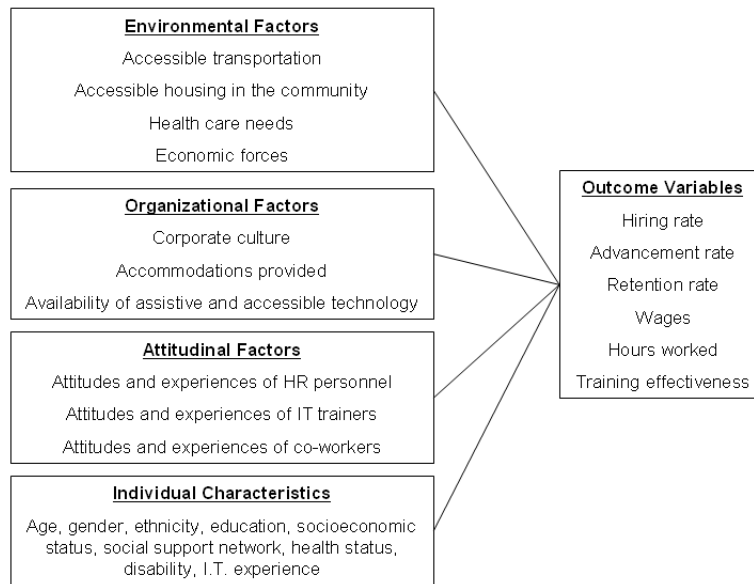 Environmental Factors
Accessible transportation
Accessible housing in the community
Health care needs
Economic forces
Organizational Factors
Corporate culture
Accommodations provided
Availability of assistive and accessible technology
Attitudinal Factors
Attitudes and experiences of HR personnel
Attitudes and experiences of IT trainers
Attitudes and experiences of co-workers
Individual Characteristics
Age, gender, ethnicity, education, socioeconomic
status, social support network, health status,
disability, I.T. experience
Outcome Variables
Hiring rate
Advancement rate
Retention rate
Wages
Hours worked
Training effectiveness